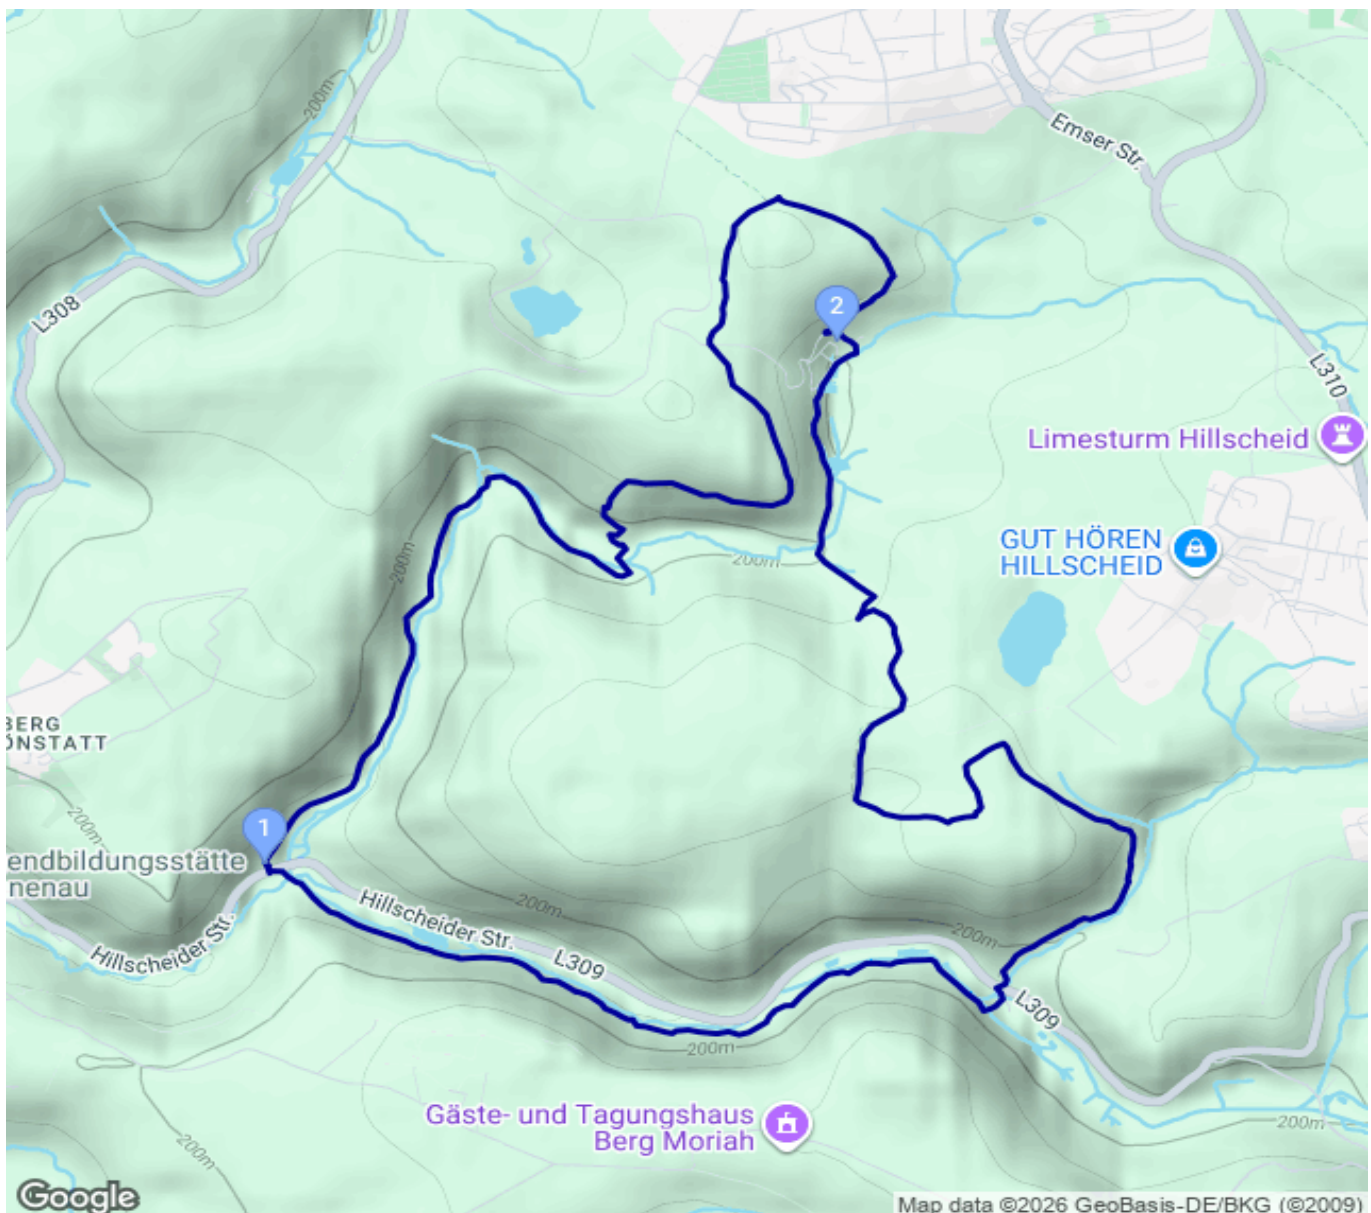 200m
Emser Str.
L308
2
L310
Limesturm Hillscheid
GUT HÖREN
HILLSCHEID
200m
200m
BERG
ÖNSTATT
200m
1
endbildungsstätte
nenau
Hillscheider Str.
200m
Hillscheider Str.
L309
200m
L309
200m
Gäste- und Tagungshaus
Berg Moriah
200m
200m
Google
Map data ©2026 GeoBasis-DE/BKG (©2009)